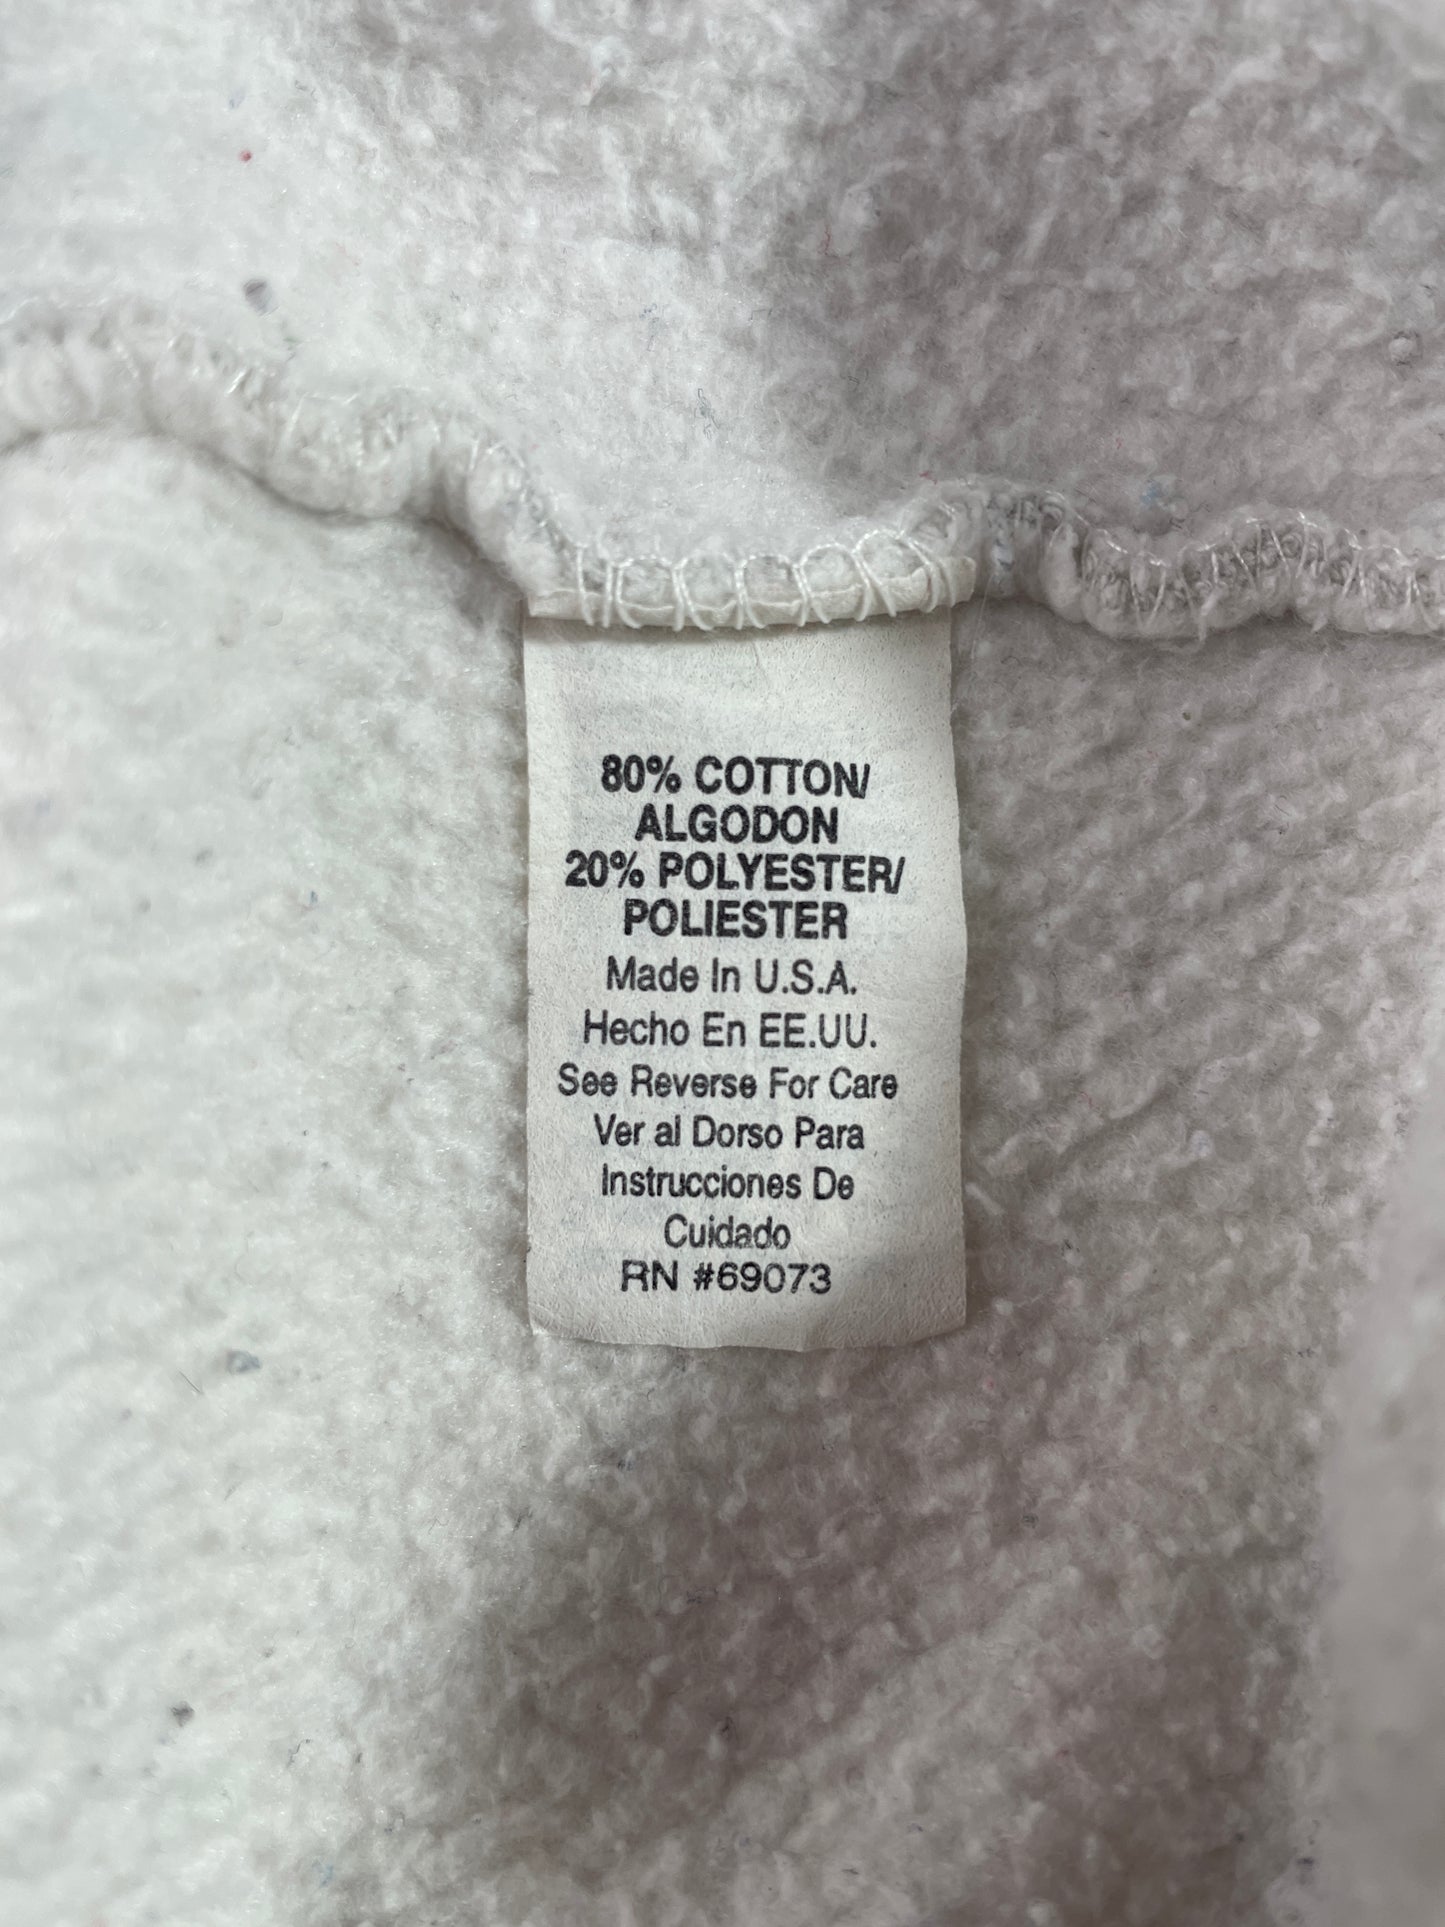 80% COTTON/
ALGODON
20% POLYESTER/
POLIESTER
Made In U.S.A.
Hecho En EE.UU.
See Reverse For Care
Ver al Dorso Para
Instrucciones De
Cuidado
RN #69073